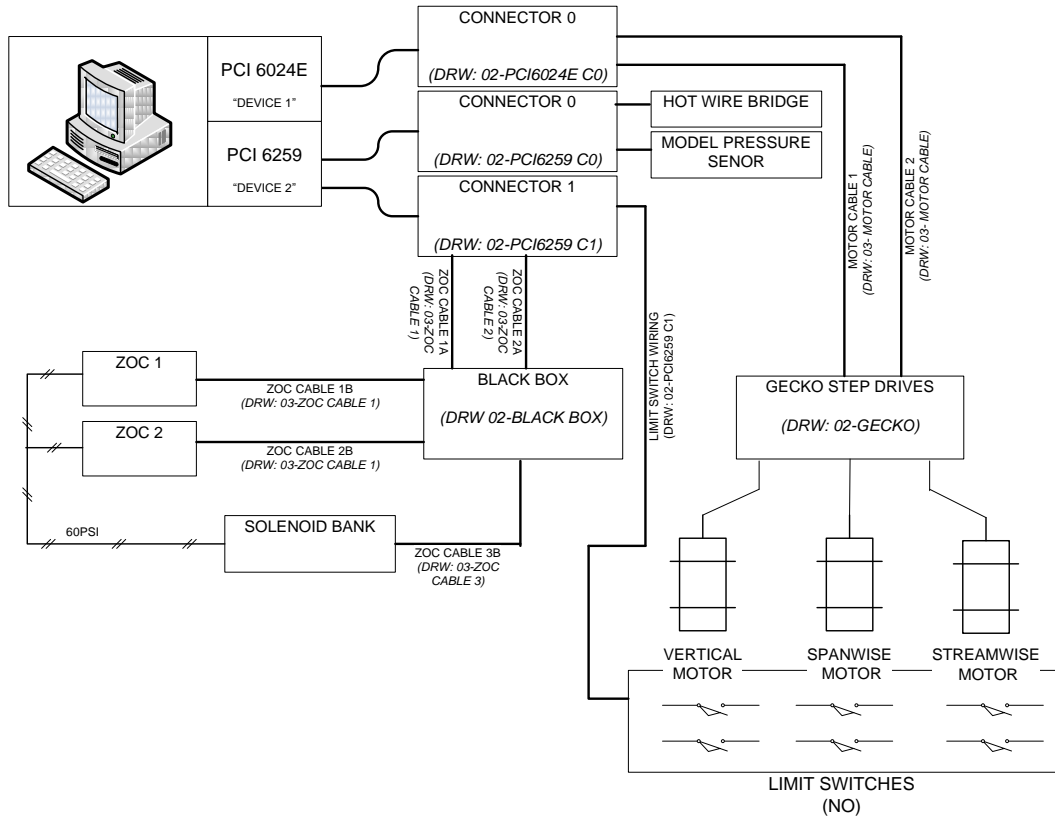 CONNECTOR 0
(DRW: 02-PCI6024E C0)
PCI 6024E
“DEVICE 1”
CONNECTOR 0
(DRW: 02-PCI6259 C0)
HOT WIRE BRIDGE
MODEL PRESSURE
SENOR
PCI 6259
“DEVICE 2”
CONNECTOR 1
(DRW: 02-PCI6259 C1)
MOTOR CABLE 1
(DRW: 03- MOTOR CABLE)
MOTOR CABLE 2
(DRW: 03- MOTOR CABLE)
ZOC CABLE 1A
(DRW: 03-ZOC
CABLE 1)
ZOC CABLE 2A
(DRW: 03-ZOC
CABLE 2)
LIMIT SWITCH WIRING
(DRW: 02-PCI6259 C1)
ZOC 1
ZOC CABLE 1B
(DRW: 03-ZOC CABLE 1)
BLACK BOX
(DRW 02-BLACK BOX)
GECKO STEP DRIVES
(DRW: 02-GECKO)
ZOC 2
ZOC CABLE 2B
(DRW: 03-ZOC CABLE 1)
60PSI
SOLENOID BANK
ZOC CABLE 3B
(DRW: 03-ZOC
CABLE 3)
VERTICAL
MOTOR
SPANWISE
MOTOR
STREAMWISE
MOTOR
LIMIT SWITCHES
(NO)